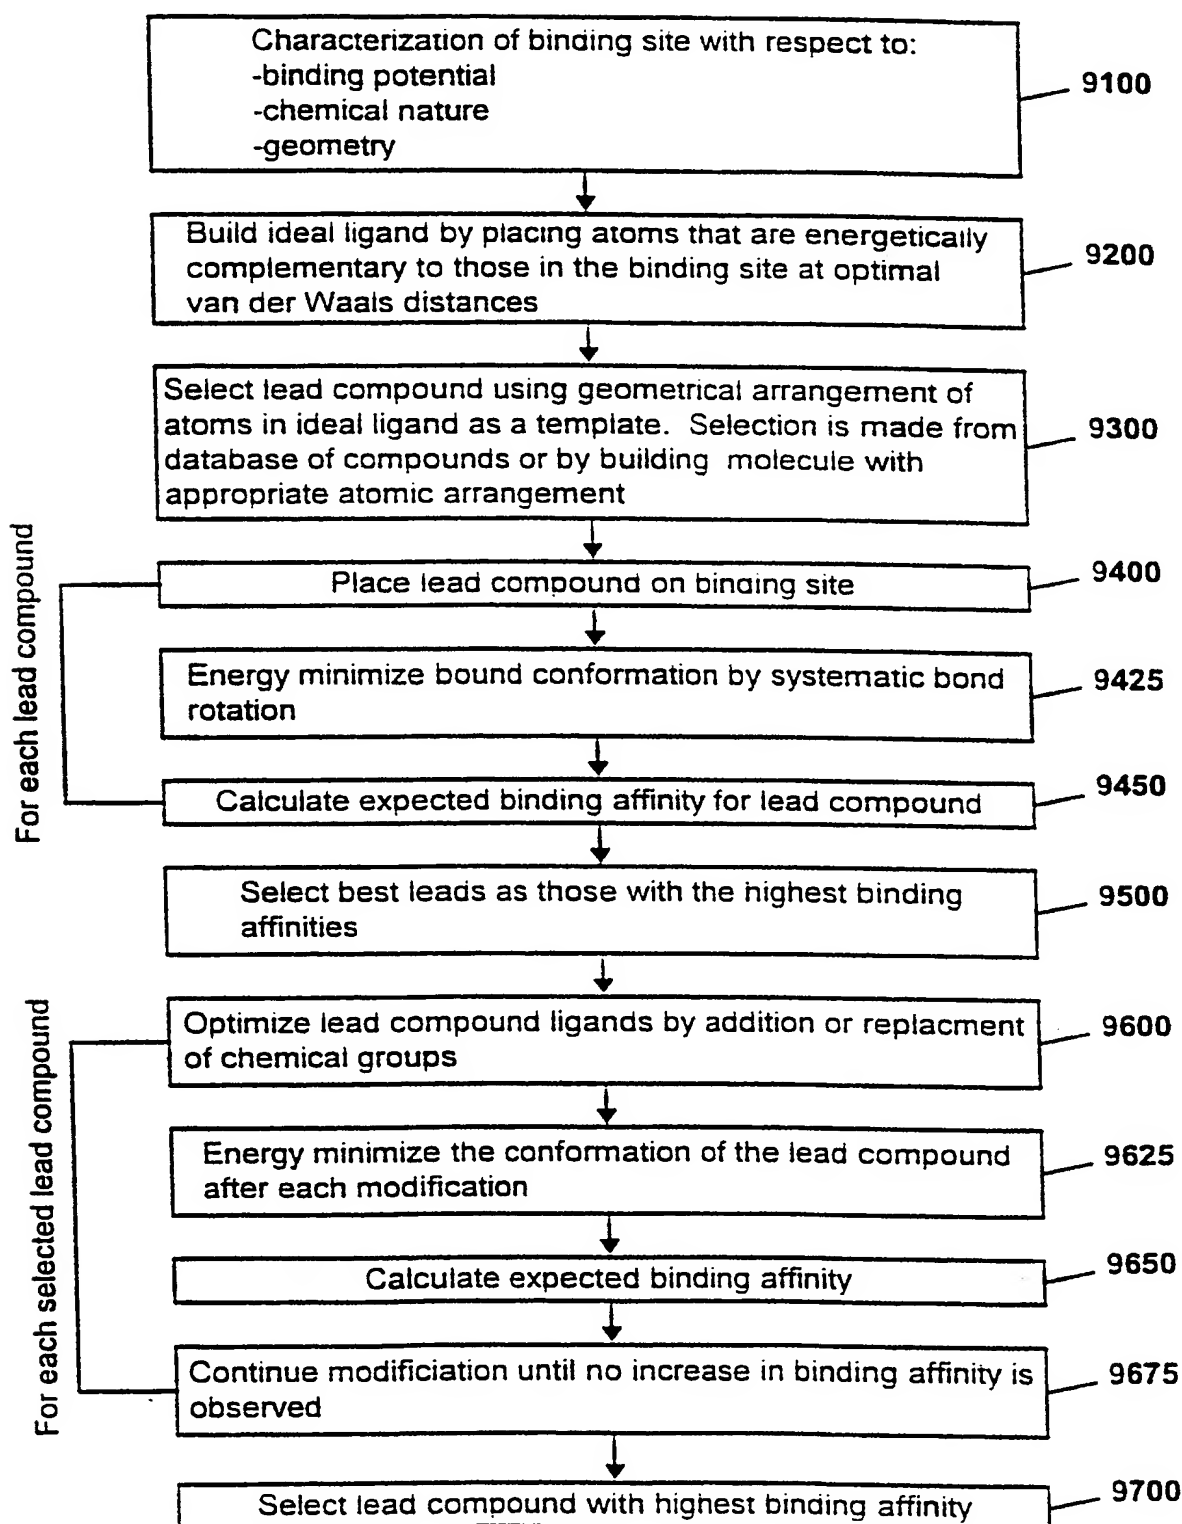 Characterization of binding site with respect to:
-binding potential
-chemical nature
-geometry
9100
Build ideal ligand by placing atoms that are energetically
complementary to those in the binding site at optimal
van der Waals distances
9200
Select lead compound using geometrical arrangement of
atoms in ideal ligand as a template. Selection is made from
database of compounds or by building molecule with
appropriate atomic arrangement
9300
For each lead compound
Place lead compound on binding site
9400
Energy minimize bound conformation by systematic bond
rotation
9425
Calculate expected binding affinity for lead compound
9450
Select best leads as those with the highest binding
affinities
9500
For each selected lead compound
Optimize lead compound ligands by addition or replacment
of chemical groups
9600
Energy minimize the conformation of the lead compound
after each modification
9625
Calculate expected binding affinity
9650
Continue modificiation until no increase in binding affinity is
observed
9675
Select lead compound with highest binding affinity
9700